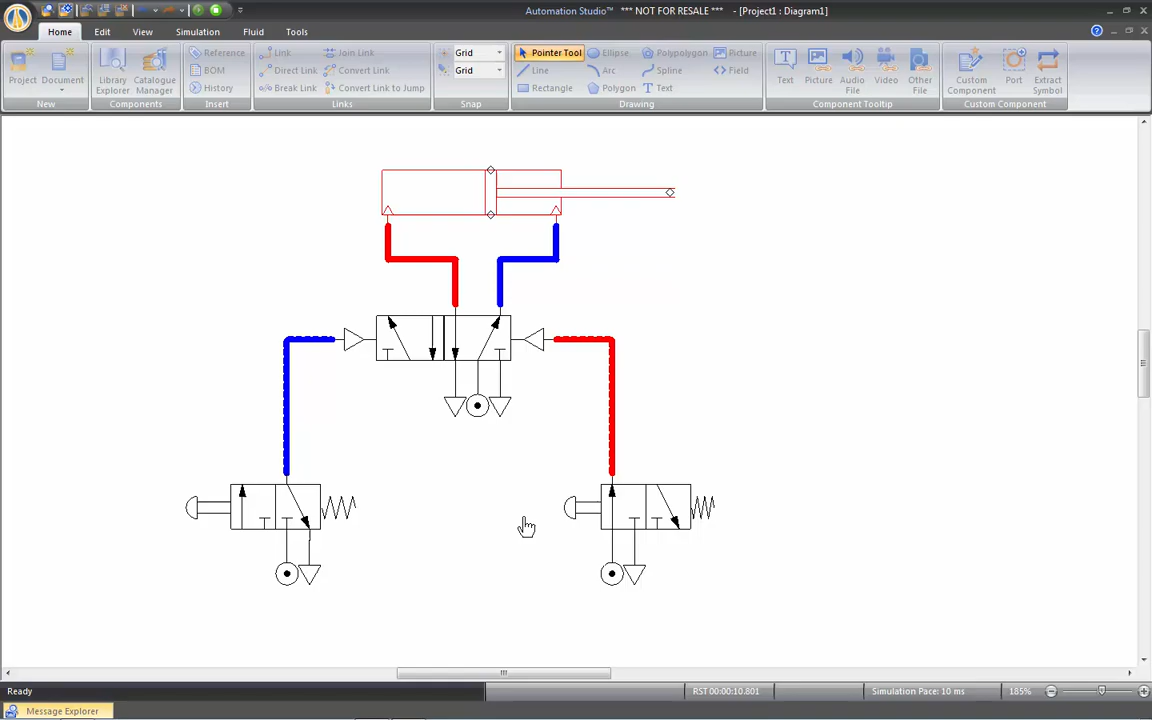 Automation Studio™ *** NOT FOR RESALE *** - [Project1 : Diagram1]
Home Edit View Simulation Fluid Tools
Project Document
New
Library Explorer Catalogue Manager
Components
Reference
BOM
History
Insert
Link Join Link
Direct Link Convert Link
Break Link Convert Link to Jump
Links
Grid
Grid
Snap
Pointer Tool Ellipse Polypolygon Picture
Line Arc Spline Field
Rectangle Polygon Text
Drawing
Text Picture Audio File Video Other File
Component Tooltip
Custom Component Port Extract Symbol
Custom Component
Ready RST 00:00:10.801 Simulation Pace: 10 ms 185%
Message Explorer